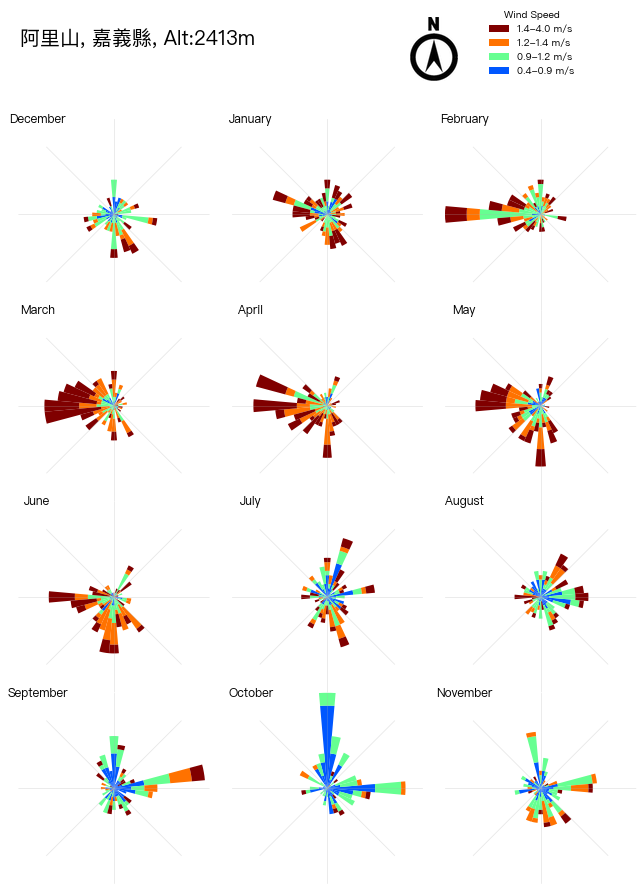 阿里山, 嘉義縣, Alt:2413m
N
Wind Speed
1.4–4.0 m/s
1.2–1.4 m/s
0.9–1.2 m/s
0.4–0.9 m/s
December
January
February
March
April
May
June
July
August
September
October
November